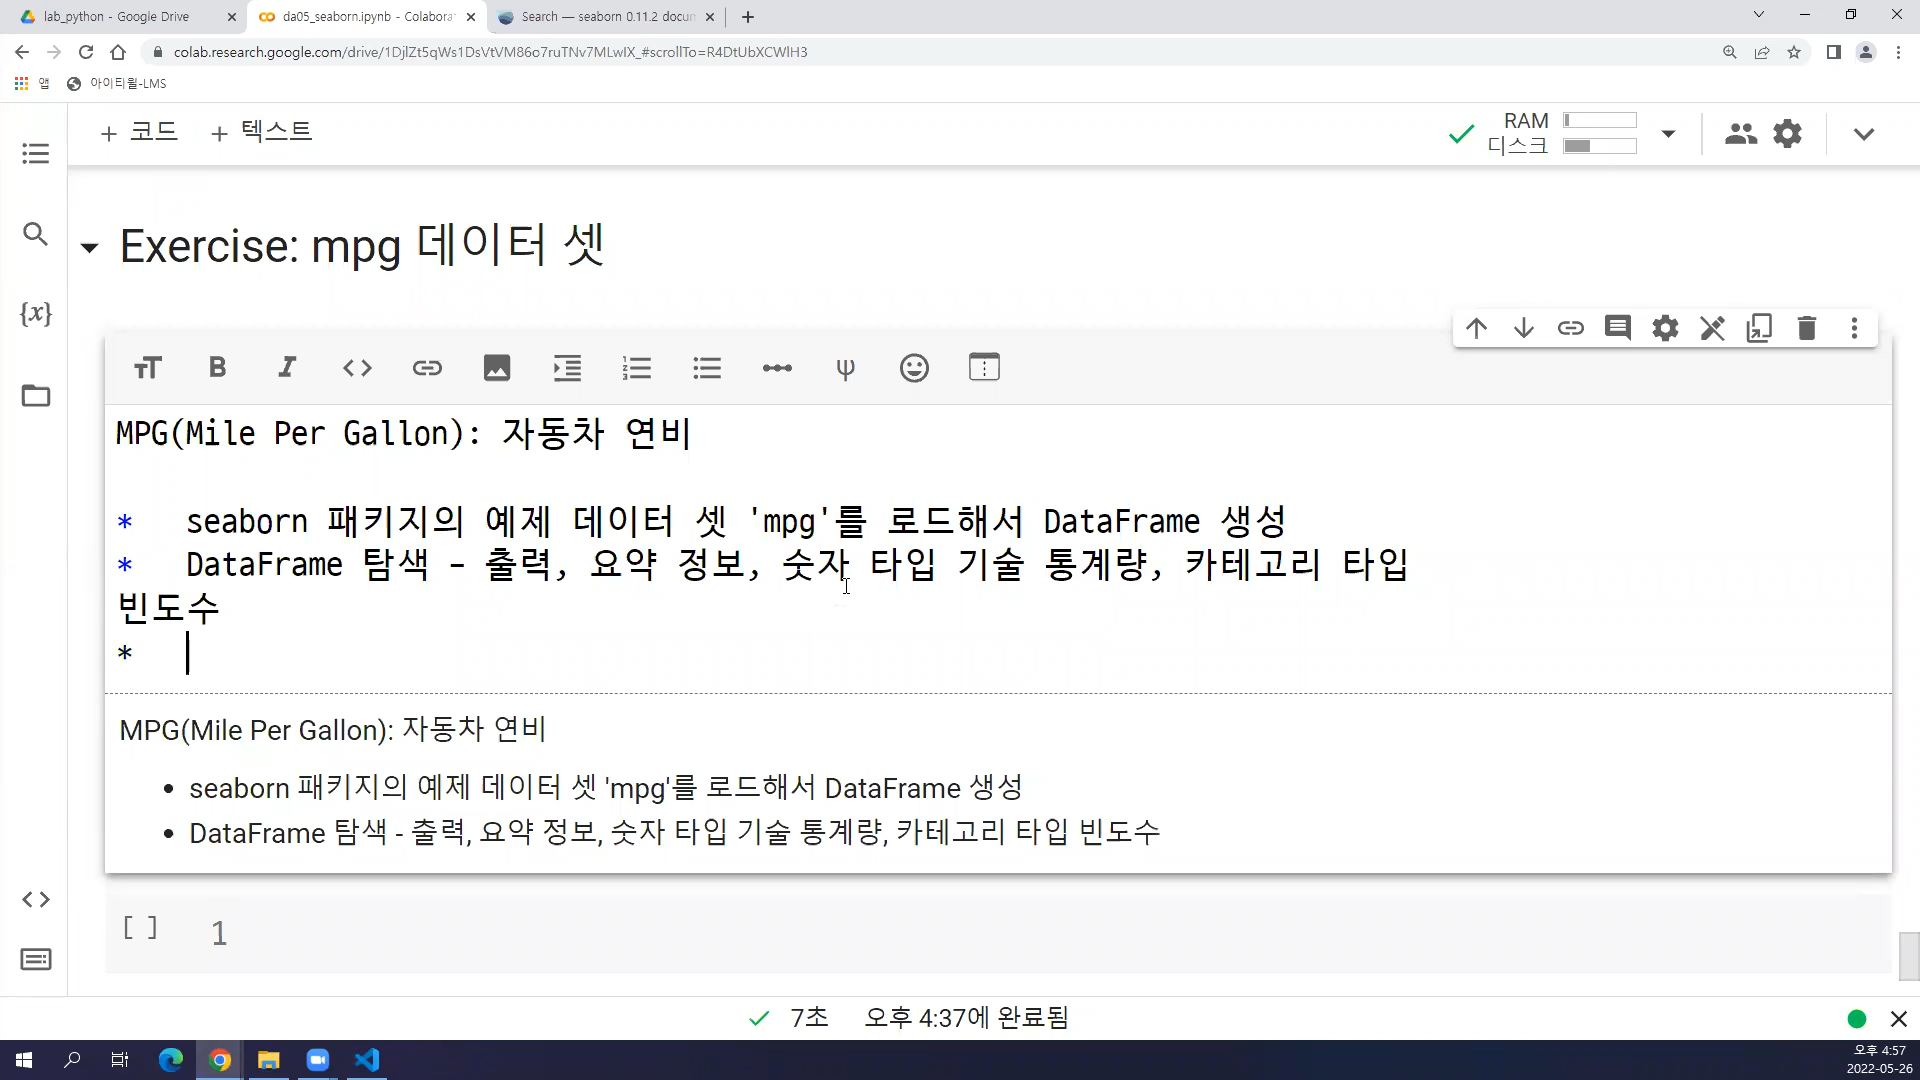 lab_python - Google Drive
da05_seaborn.ipynb - Colabora
Search — seaborn 0.11.2 docun
colab.research.google.com/drive/1DjlZt5qWs1DsVtVM86o7ruTNv7MLwIX_#scrollTo=R4DtUbXCWlH3
앱
아이티윌-LMS
+ 코드
+ 텍스트
RAM
디스크
Exercise: mpg 데이터 셋
MPG(Mile Per Gallon): 자동차 연비
* seaborn 패키지의 예제 데이터 셋 'mpg'를 로드해서 DataFrame 생성
* DataFrame 탐색 - 출력, 요약 정보, 숫자 타입 기술 통계량, 카테고리 타입
빈도수
*
MPG(Mile Per Gallon): 자동차 연비
• seaborn 패키지의 예제 데이터 셋 'mpg'를 로드해서 DataFrame 생성
• DataFrame 탐색 - 출력, 요약 정보, 숫자 타입 기술 통계량, 카테고리 타입 빈도수
[ ] 1
7초 오후 4:37에 완료됨
오후 4:57
2022-05-26